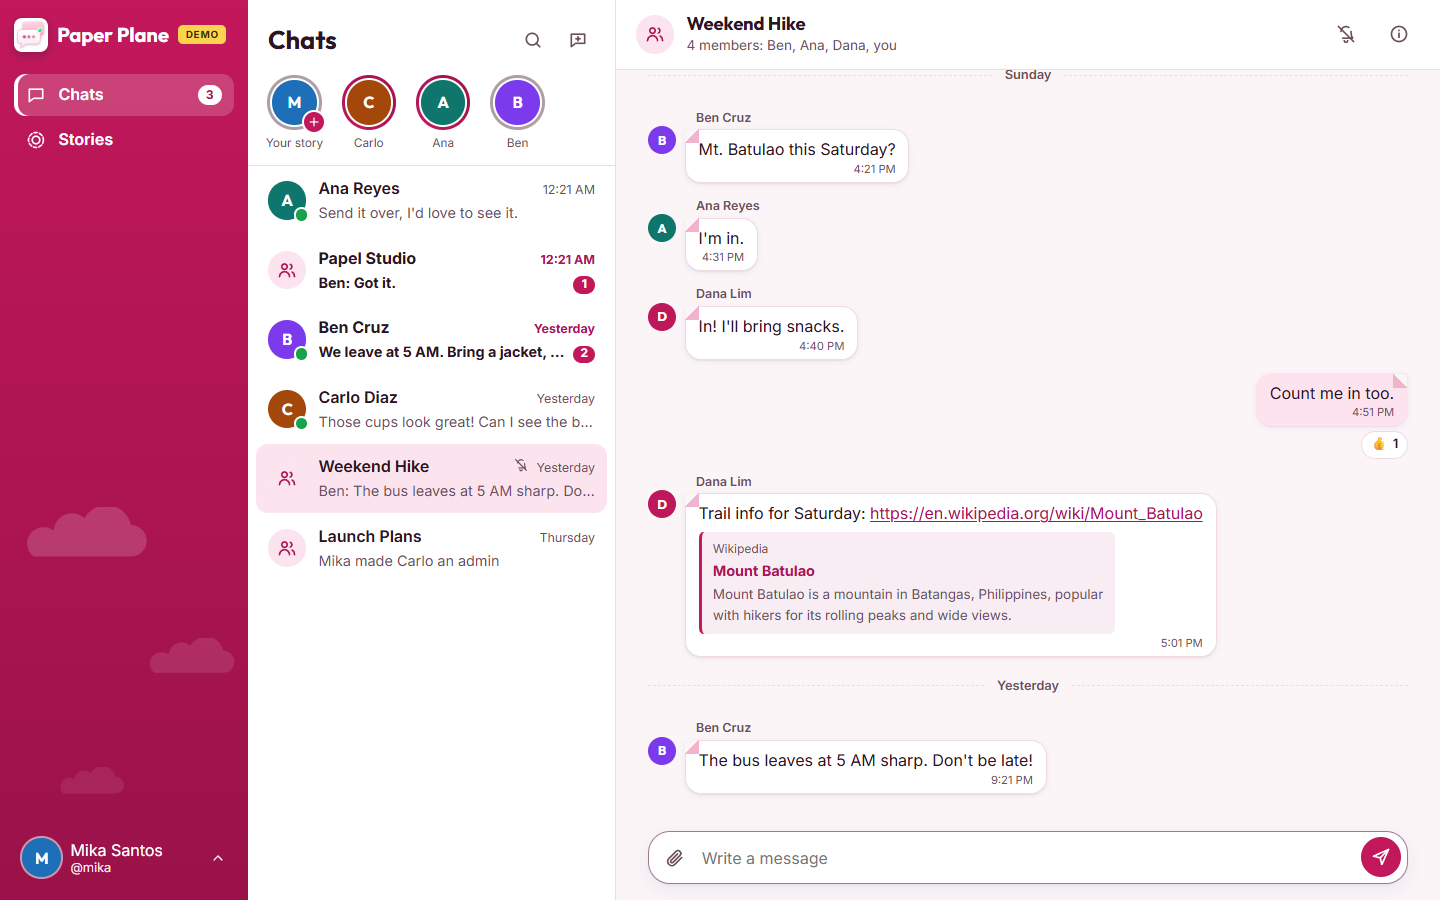 Paper Plane DEMO
Chats 3
Stories
M Mika Santos
@mika
Chats
M
C
A
B
Your story
Carlo
Ana
Ben
A
Ana Reyes 12:21 AM
Send it over, I'd love to see it.
Papel Studio 12:21 AM
Ben: Got it. 1
B
Ben Cruz Yesterday
We leave at 5 AM. Bring a jacket, ... 2
C
Carlo Diaz Yesterday
Those cups look great! Can I see the b...
Weekend Hike Yesterday
Ben: The bus leaves at 5 AM sharp. Do...
Launch Plans Thursday
Mika made Carlo an admin
Weekend Hike
4 members: Ben, Ana, Dana, you
Sunday
Ben Cruz
B
Mt. Batulao this Saturday?
4:21 PM
Ana Reyes
A
I'm in.
4:31 PM
Dana Lim
D
In! I'll bring snacks.
4:40 PM
Count me in too.
4:51 PM
👍 1
Dana Lim
D
Trail info for Saturday: https://en.wikipedia.org/wiki/Mount_Batulao
Wikipedia
Mount Batulao
Mount Batulao is a mountain in Batangas, Philippines, popular
with hikers for its rolling peaks and wide views.
5:01 PM
Yesterday
Ben Cruz
B
The bus leaves at 5 AM sharp. Don't be late!
9:21 PM
Write a message